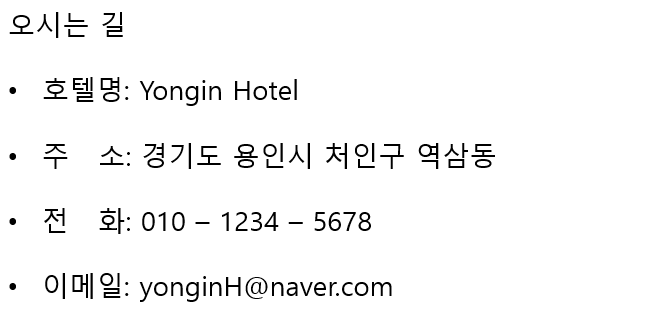 오시는 길
• 호텔명: Yongin Hotel
• 주 소: 경기도 용인시 처인구 역삼동
• 전 화: 010 – 1234 – 5678
• 이메일: yonginH@naver.com